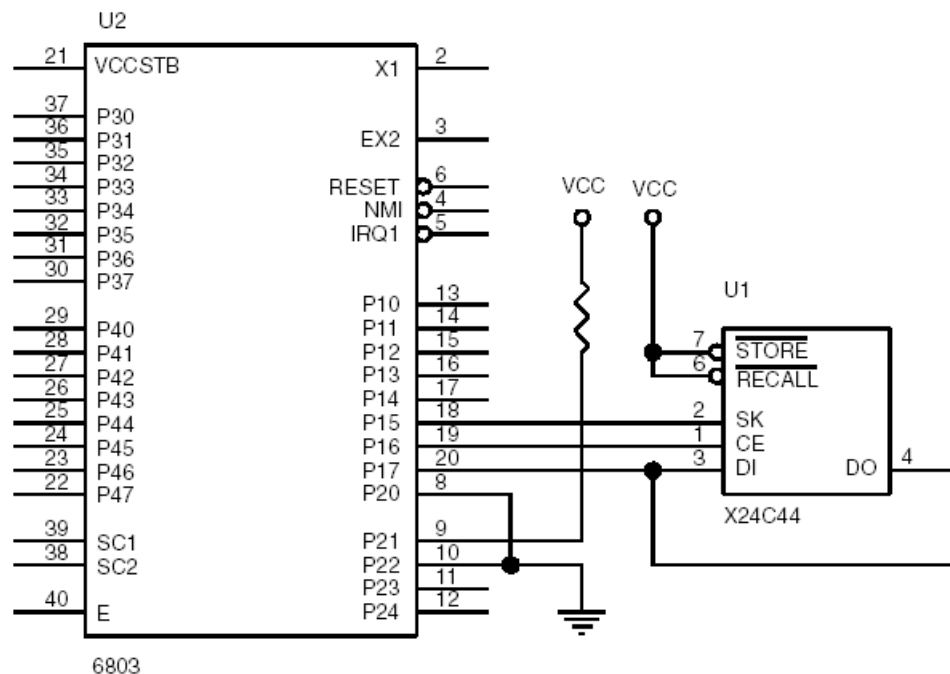 U2
21 VCCSTB X1 2
37 P30
36 P31 EX2 3
35 P32
34 P33 RESET 6
33 P34 NMI 4
32 P35 IRQ1 5
31 P36
30 P37
VCC VCC
P10 13
29 P40 P11 14
28 P41 P12 15
27 P42 P13 16
26 P43 P14 17
25 P44 P15 18
24 P45 P16 19
23 P46 P17 20
22 P47 P20 8
39 SC1 P21 9
38 SC2 P22 10
P23 11
40 E P24 12
6803
U1
7 STORE
6 RECALL
2 SK
1 CE
3 DI DO 4
X24C44